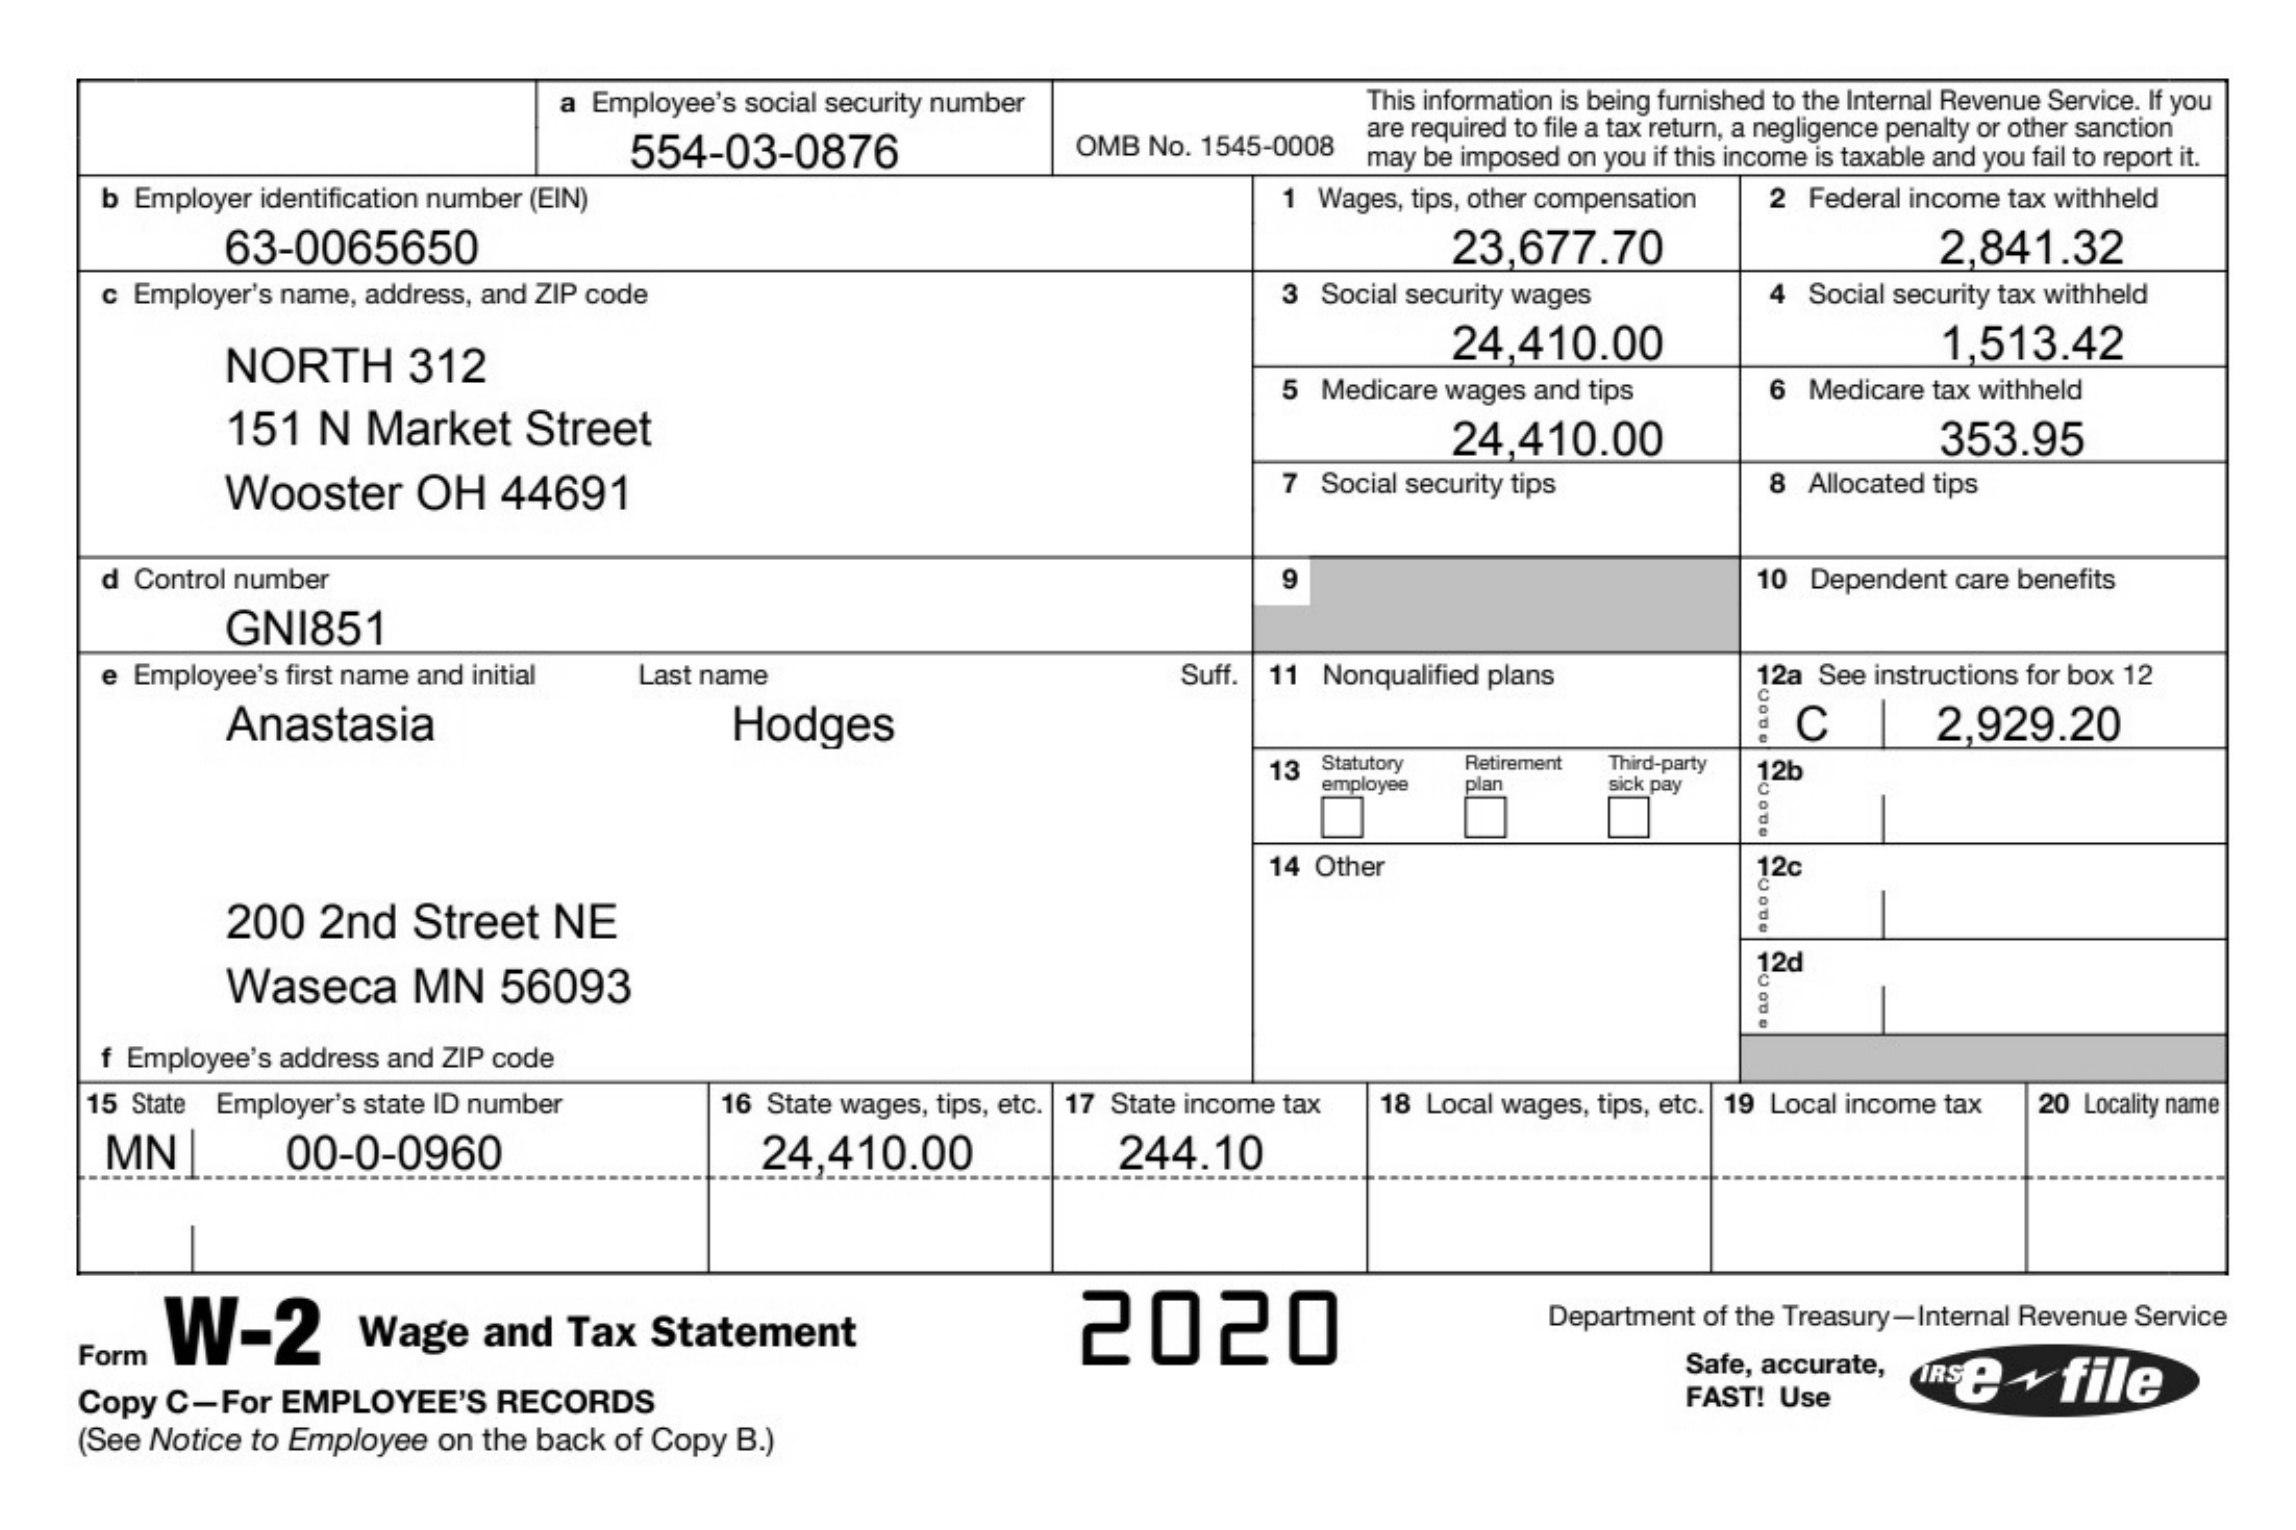 a Employee's social security number
554-03-0876
OMB No. 1545-0008
This information is being furnished to the Internal Revenue Service. If you
are required to file a tax return, a negligence penalty or other sanction
may be imposed on you if this income is taxable and you fail to report it.
b Employer identification number (EIN)
63-0065650
1 Wages, tips, other compensation
23,677.70
2 Federal income tax withheld
2,841.32
c Employer's name, address, and ZIP code
NORTH 312
151 N Market Street
Wooster OH 44691
3 Social security wages
24,410.00
4 Social security tax withheld
1,513.42
5 Medicare wages and tips
24,410.00
6 Medicare tax withheld
353.95
7 Social security tips
8 Allocated tips
d Control number
GNI851
9
10 Dependent care benefits
e Employee's first name and initial Last name Suff.
Anastasia Hodges
200 2nd Street NE
Waseca MN 56093
f Employee's address and ZIP code
11 Nonqualified plans
12a See instructions for box 12
Code
C 2,929.20
13 Statutory employee Retirement plan Third-party sick pay
12b
Code
14 Other
12c
Code
12d
Code
15 State Employer's state ID number
MN 00-0-0960
16 State wages, tips, etc.
24,410.00
17 State income tax
244.10
18 Local wages, tips, etc.
19 Local income tax
20 Locality name
Form W-2 Wage and Tax Statement
2020
Department of the Treasury—Internal Revenue Service
Safe, accurate,
FAST! Use
IRS e-file
Copy C—For EMPLOYEE'S RECORDS
(See Notice to Employee on the back of Copy B.)